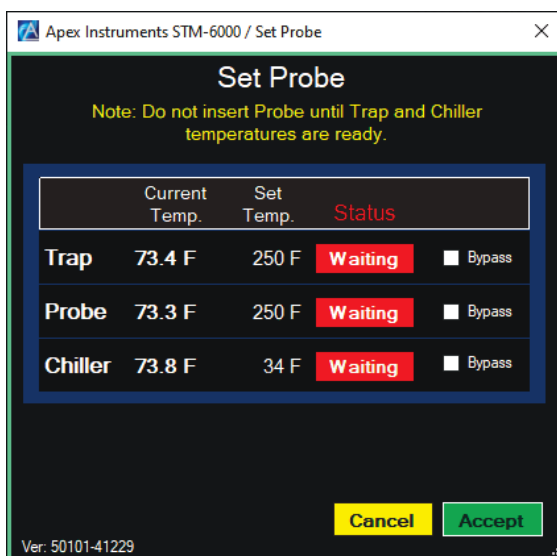 Apex Instruments STM-6000 / Set Probe
Set Probe
Note: Do not insert Probe until Trap and Chiller
temperatures are ready.
Current Temp. Set Temp. Status
Trap 73.4 F 250 F Waiting Bypass
Probe 73.3 F 250 F Waiting Bypass
Chiller 73.8 F 34 F Waiting Bypass
Cancel Accept
Ver: 50101-41229